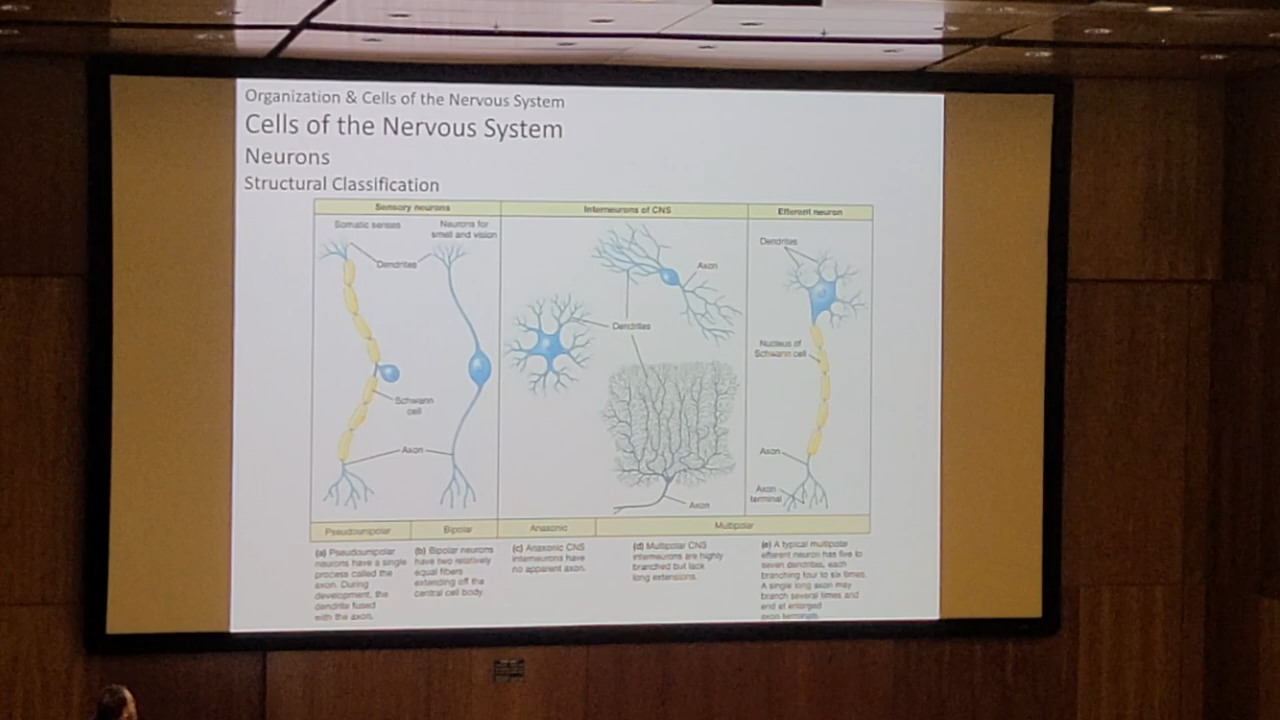 Organization & Cells of the Nervous System
Cells of the Nervous System
Neurons
Structural Classification
Sensory neurons
Interneurons of CNS
Efferent neuron
Somatic senses
Neurons for
smell and vision
Dendrites
Schwann
cell
Axon
Axon
Dendrites
Axon
Dendrites
Nucleus of
Schwann cell
Axon
Axon
terminal
Pseudounipolar
Bipolar
Anaxonic
Multipolar
(a) Pseudounipolar
neurons have a single
process called the
axon. During
development, the
dendrite fused
with the axon.
(b) Bipolar neurons
have two relatively
equal fibers
extending off the
central cell body.
(c) Anaxonic CNS
interneurons have
no apparent axon.
(d) Multipolar CNS
interneurons are highly
branched but lack
long extensions.
(e) A typical multipolar
efferent neuron has five to
seven dendrites, each
branching four to six times.
A single long axon may
branch several times and
end at enlarged
axon terminals.